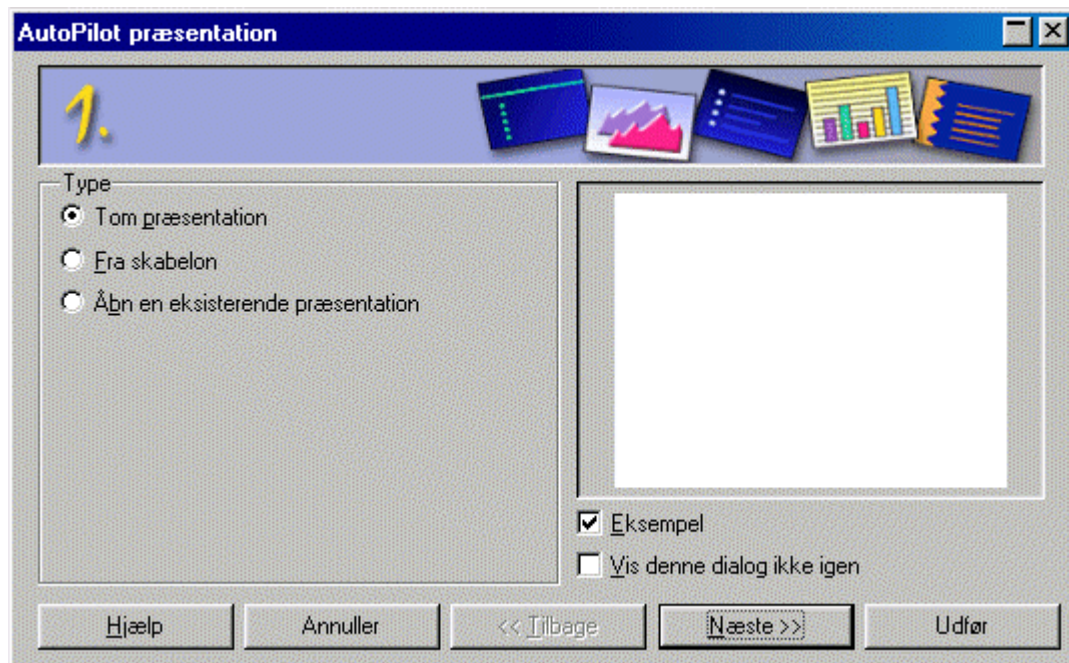 AutoPilot præsentation
1.
Type
Tom præsentation
Fra skabelon
Åbn en eksisterende præsentation
Eksempel
Vis denne dialog ikke igen
Hjælp
Annuller
<< Tilbage
Næste >>
Udfør